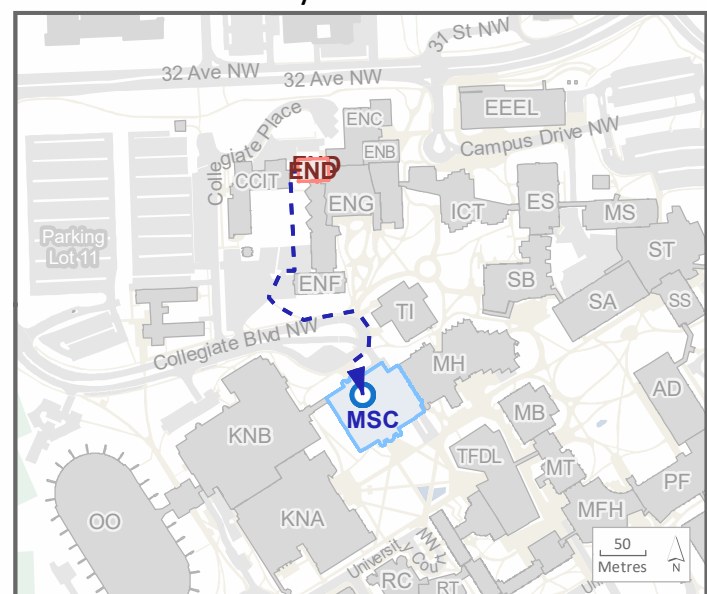 31 St NW
32 Ave NW
32 Ave NW
EEEL
ENC
Collegiate Place
Campus Drive NW
ENB
END
CCIT
ENG
ICT
ES
MS
Parking
Lot 11
ST
ENF
SB
SA
SS
TI
Collegiate Blvd NW
MH
AD
MSC
MB
KNB
TFDL
MT
PF
OO
KNA
MFH
50
Metres
N
University
NW
RC
RT